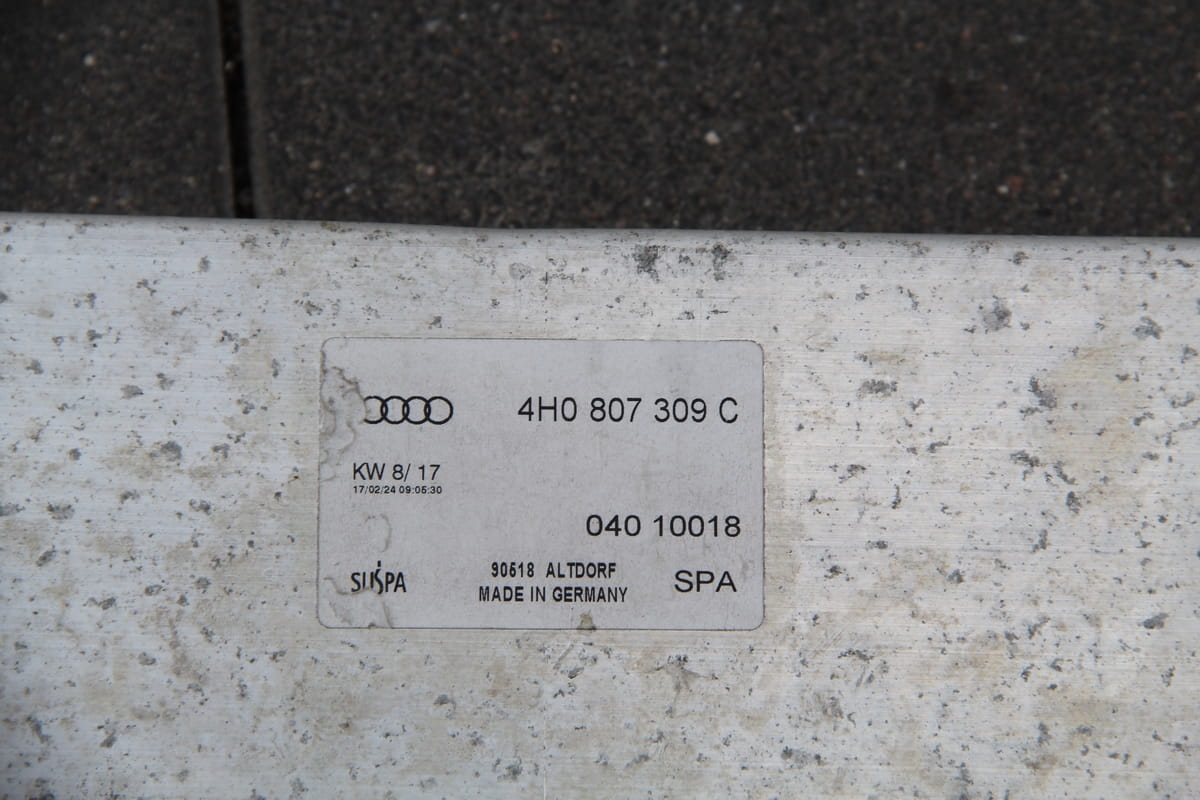 4H0 807 309 C
KW 8/ 17
17/02/24 09:05:30
040 10018
90518 ALTDORF
SUSPA
MADE IN GERMANY
SPA